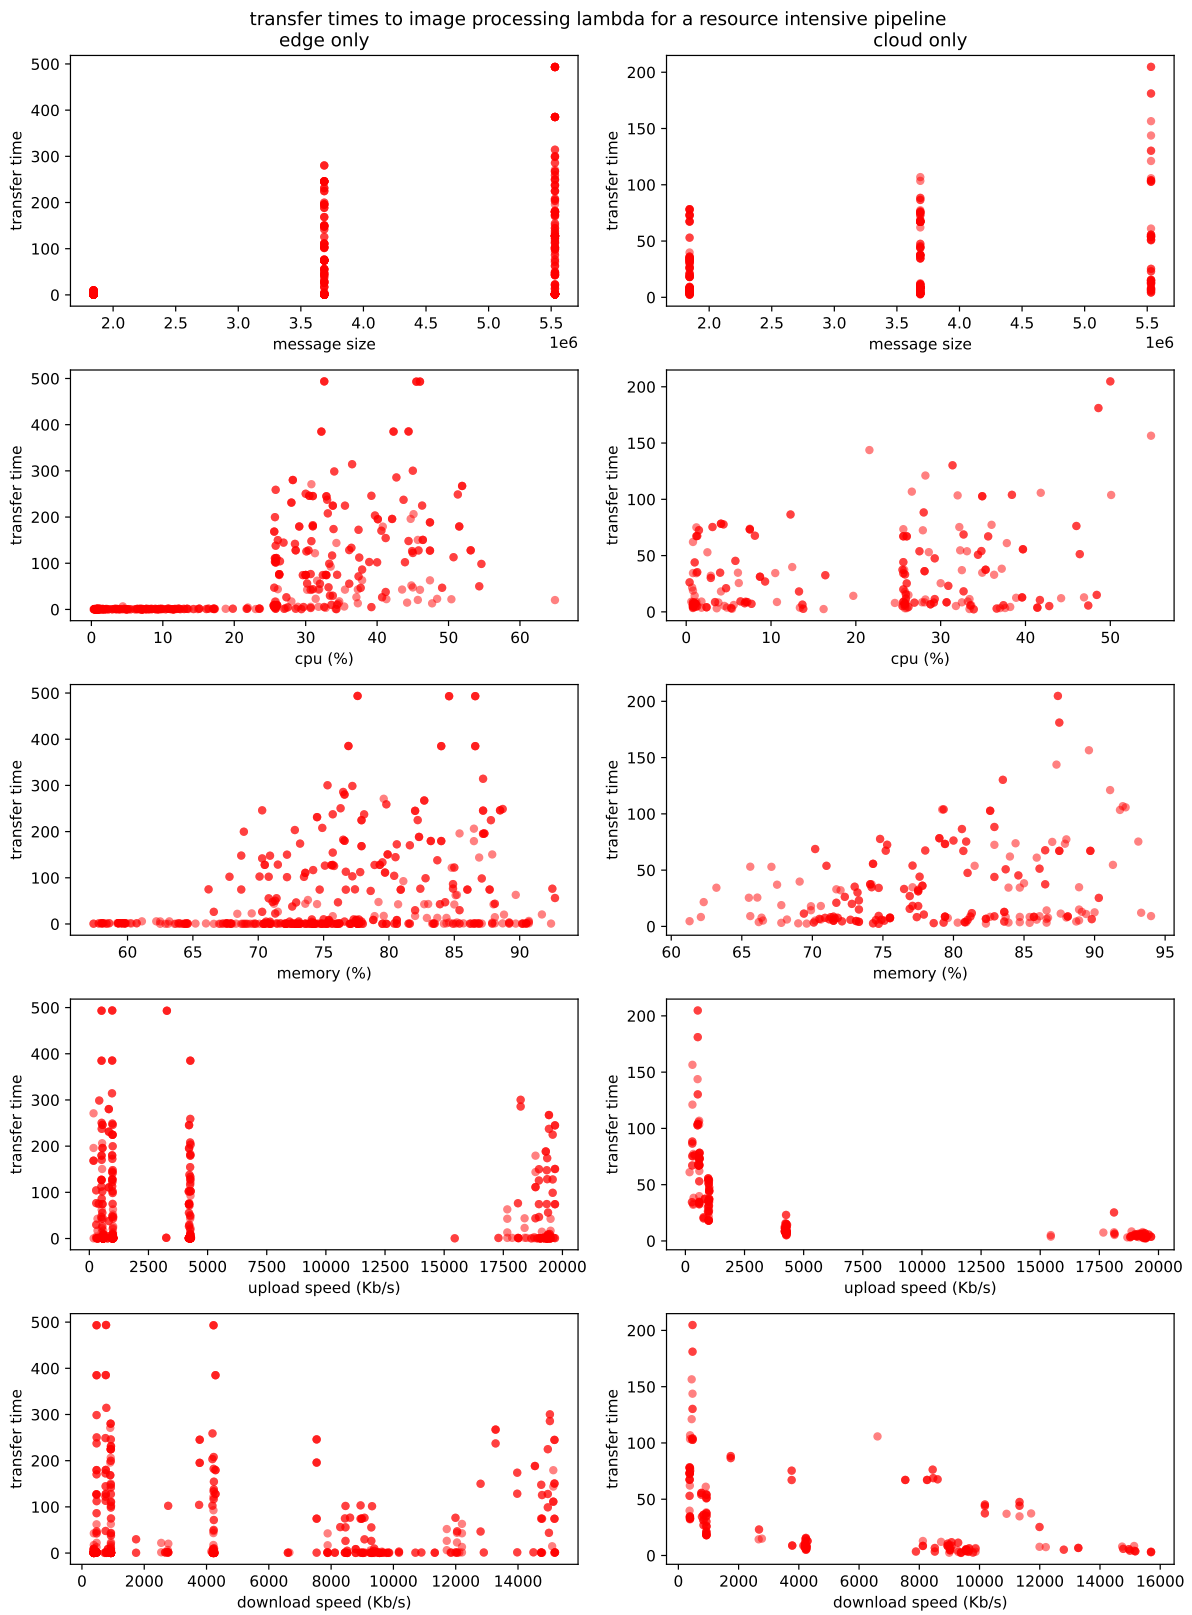 transfer times to image processing lambda for a resource intensive pipeline
edge only
cloud only
500
400
300
200
100
0
transfer time
2.0 2.5 3.0 3.5 4.0 4.5 5.0 5.5
message size
1e6
200
150
100
50
0
transfer time
2.0 2.5 3.0 3.5 4.0 4.5 5.0 5.5
message size
1e6
500
400
300
200
100
0
transfer time
0 10 20 30 40 50 60
cpu (%)
200
150
100
50
0
transfer time
0 10 20 30 40 50
cpu (%)
500
400
300
200
100
0
transfer time
60 65 70 75 80 85 90
memory (%)
200
150
100
50
0
transfer time
60 65 70 75 80 85 90 95
memory (%)
500
400
300
200
100
0
transfer time
0 2500 5000 7500 10000 12500 15000 17500 20000
upload speed (Kb/s)
200
150
100
50
0
transfer time
0 2500 5000 7500 10000 12500 15000 17500 20000
upload speed (Kb/s)
500
400
300
200
100
0
transfer time
0 2000 4000 6000 8000 10000 12000 14000
download speed (Kb/s)
200
150
100
50
0
transfer time
0 2000 4000 6000 8000 10000 12000 14000 16000
download speed (Kb/s)